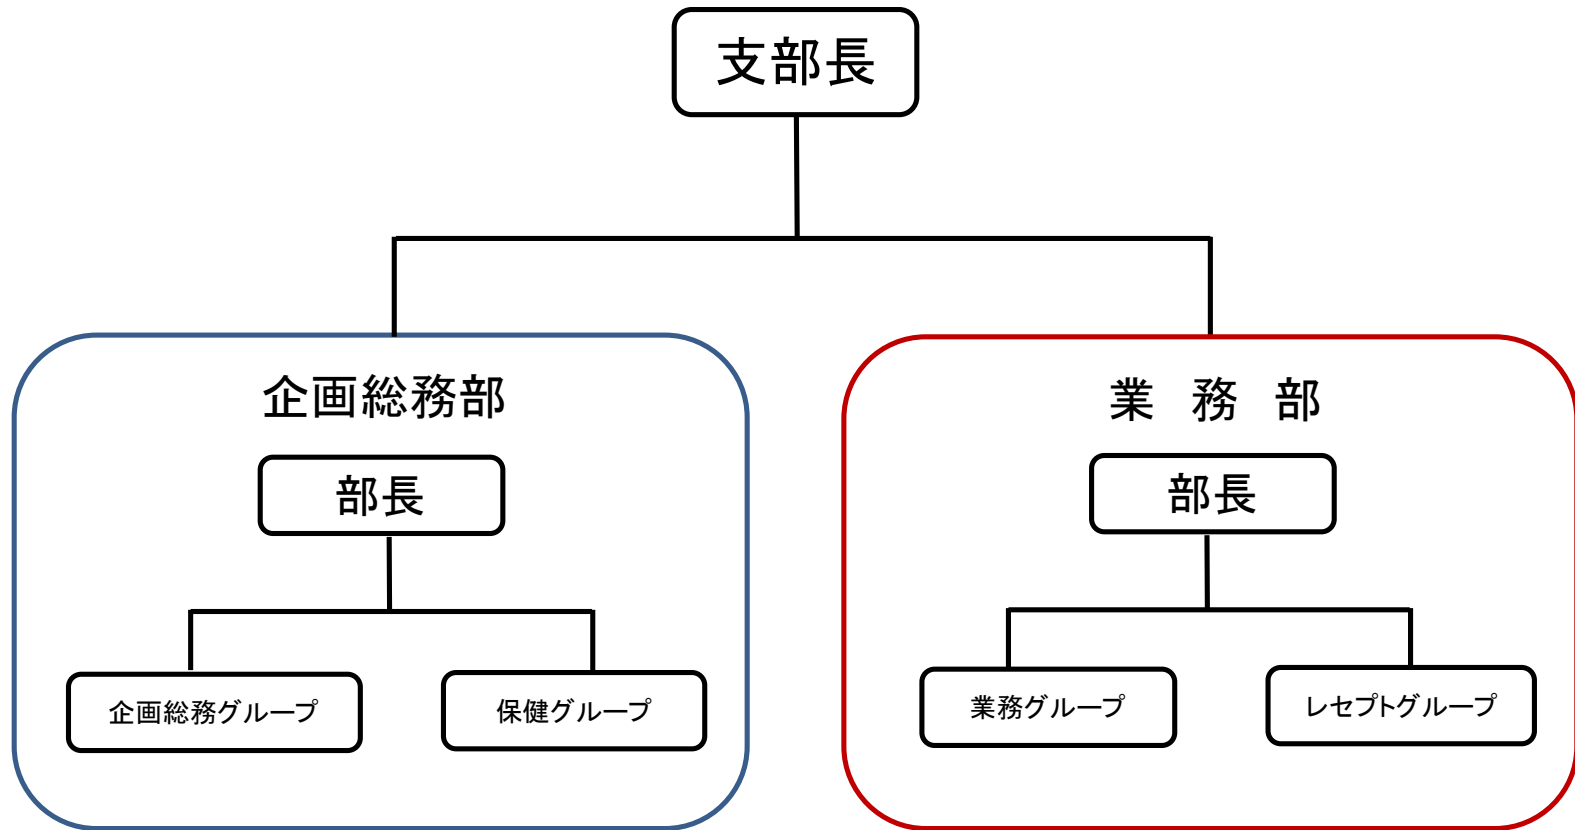 支部長
企画総務部
部長
企画総務グループ
保健グループ
業　務　部
部長
業務グループ
レセプトグループ